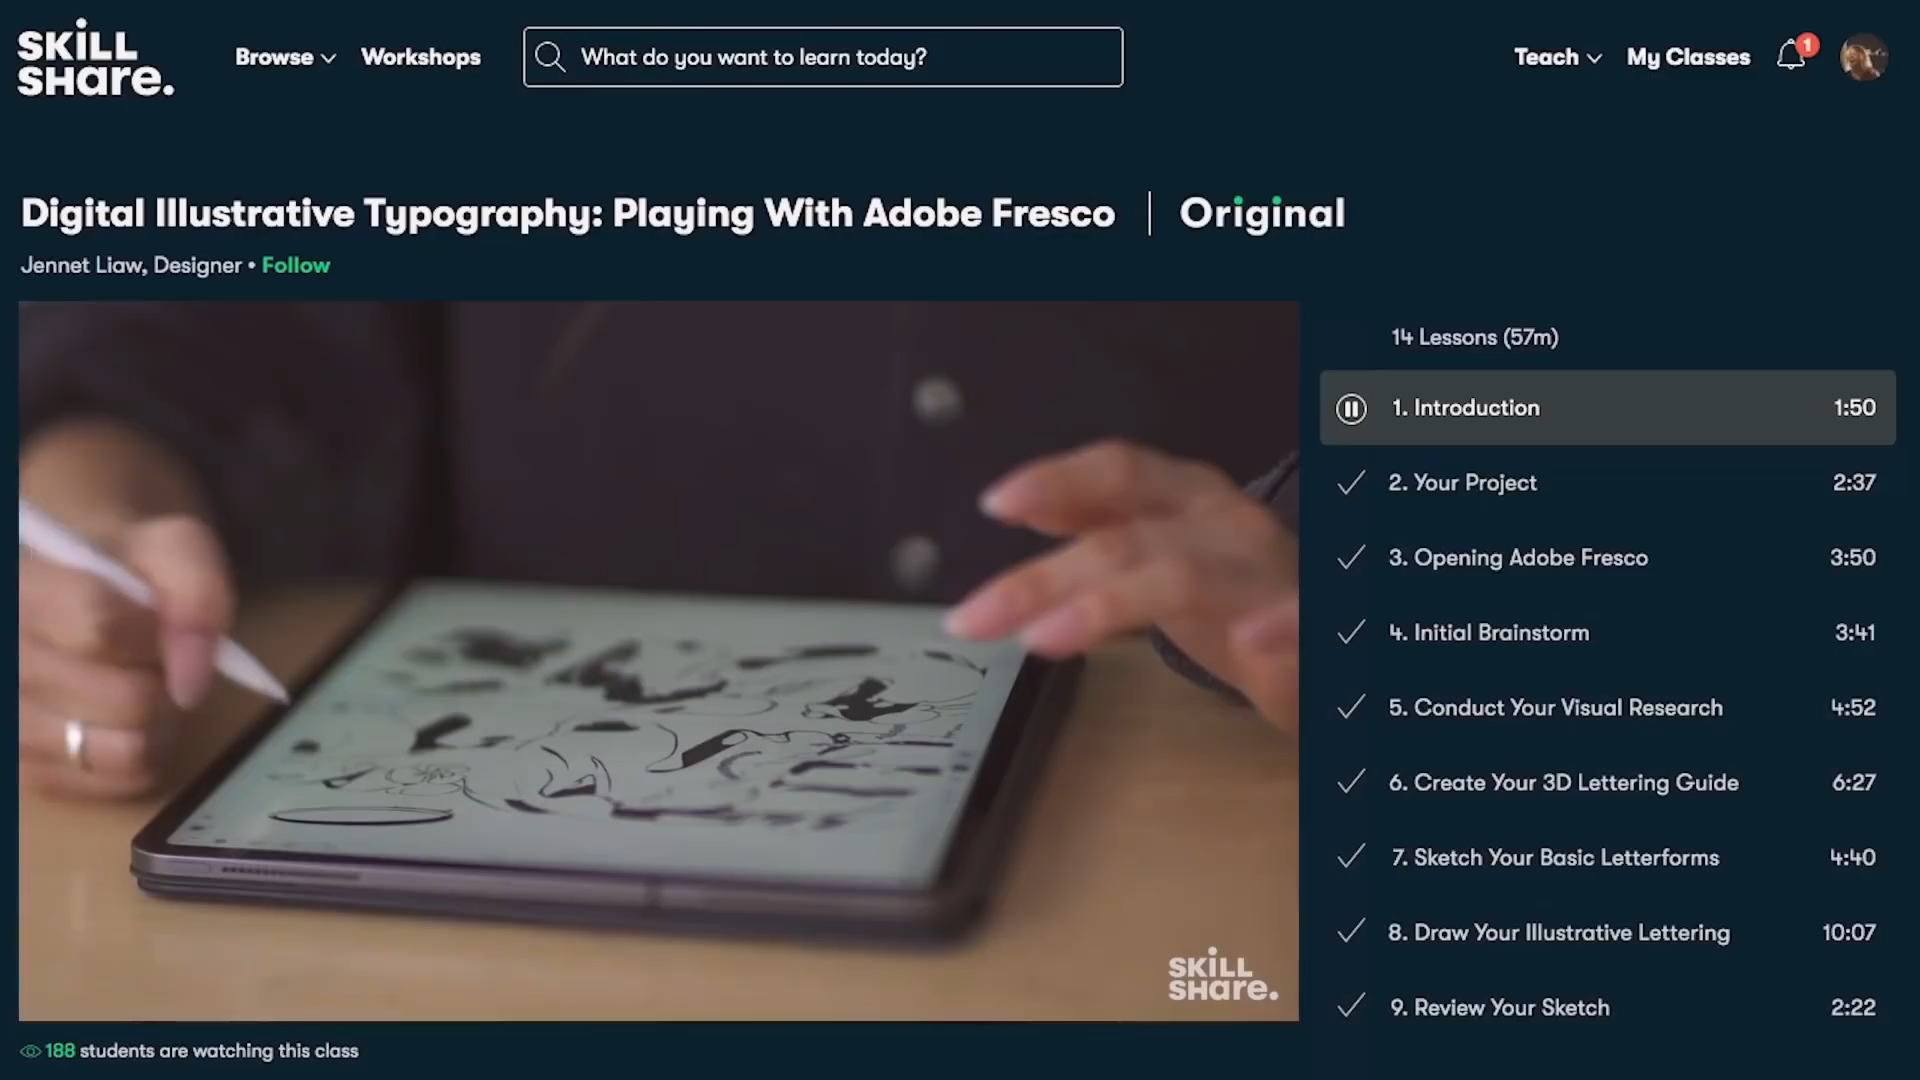 SKILL
SHare.
Browse
Workshops
What do you want to learn today?
Teach
My Classes
1
Digital Illustrative Typography: Playing With Adobe Fresco | Original
Jennet Liaw, Designer • Follow
14 Lessons (57m)
1. Introduction 1:50
2. Your Project 2:37
3. Opening Adobe Fresco 3:50
4. Initial Brainstorm 3:41
5. Conduct Your Visual Research 4:52
6. Create Your 3D Lettering Guide 6:27
7. Sketch Your Basic Letterforms 4:40
8. Draw Your Illustrative Lettering 10:07
9. Review Your Sketch 2:22
SKILL
SHare.
188 students are watching this class